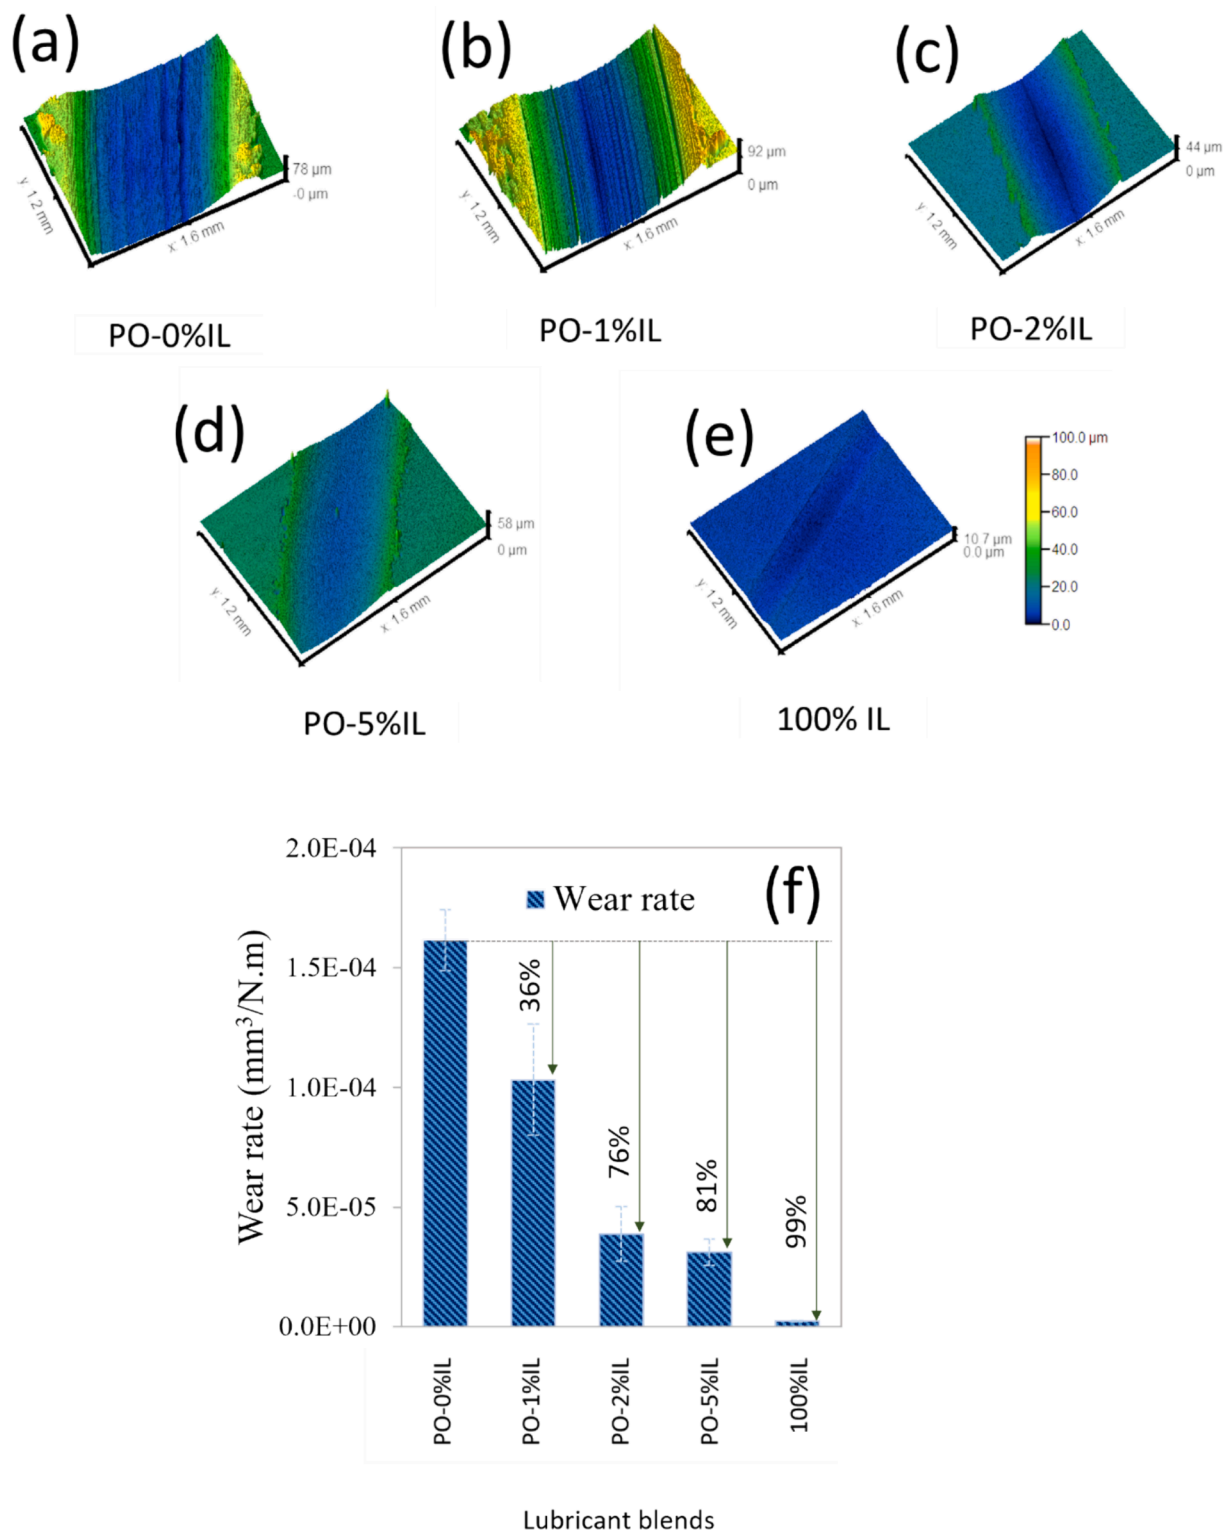 (a)
78 µm
-0 µm
y: 1.2 mm
x: 1.6 mm
PO-0%IL
(b)
92 µm
0 µm
y: 1.2 mm
x: 1.6 mm
PO-1%IL
(c)
44 µm
0 µm
y: 1.2 mm
x: 1.6 mm
PO-2%IL
(d)
58 µm
0 µm
y: 1.2 mm
x: 1.6 mm
PO-5%IL
(e)
10.7 µm
0.0 µm
y: 1.2 mm
x: 1.6 mm
100% IL
100.0 µm
80.0
60.0
40.0
20.0
0.0
(f)
Wear rate
Wear rate (mm³/N.m)
2.0E-04
1.5E-04
1.0E-04
5.0E-05
0.0E+00
36%
76%
81%
99%
PO-0%IL
PO-1%IL
PO-2%IL
PO-5%IL
100%IL
Lubricant blends